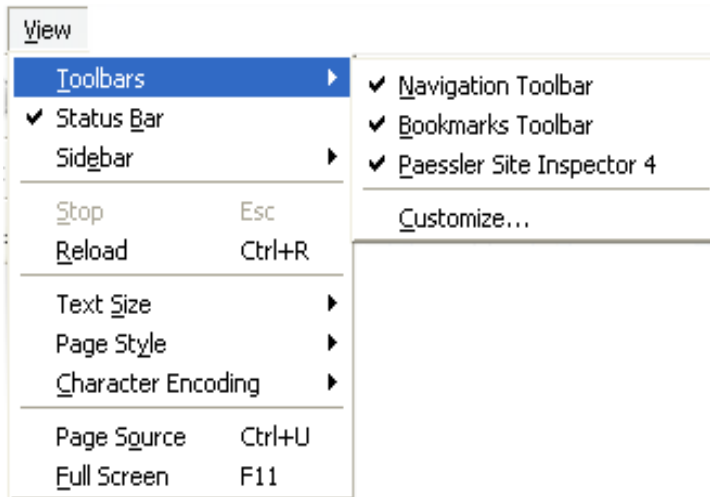 View
Toolbars
Status Bar
Sidebar
Stop Esc
Reload Ctrl+R
Text Size
Page Style
Character Encoding
Page Source Ctrl+U
Full Screen F11
Navigation Toolbar
Bookmarks Toolbar
Paessler Site Inspector 4
Customize...